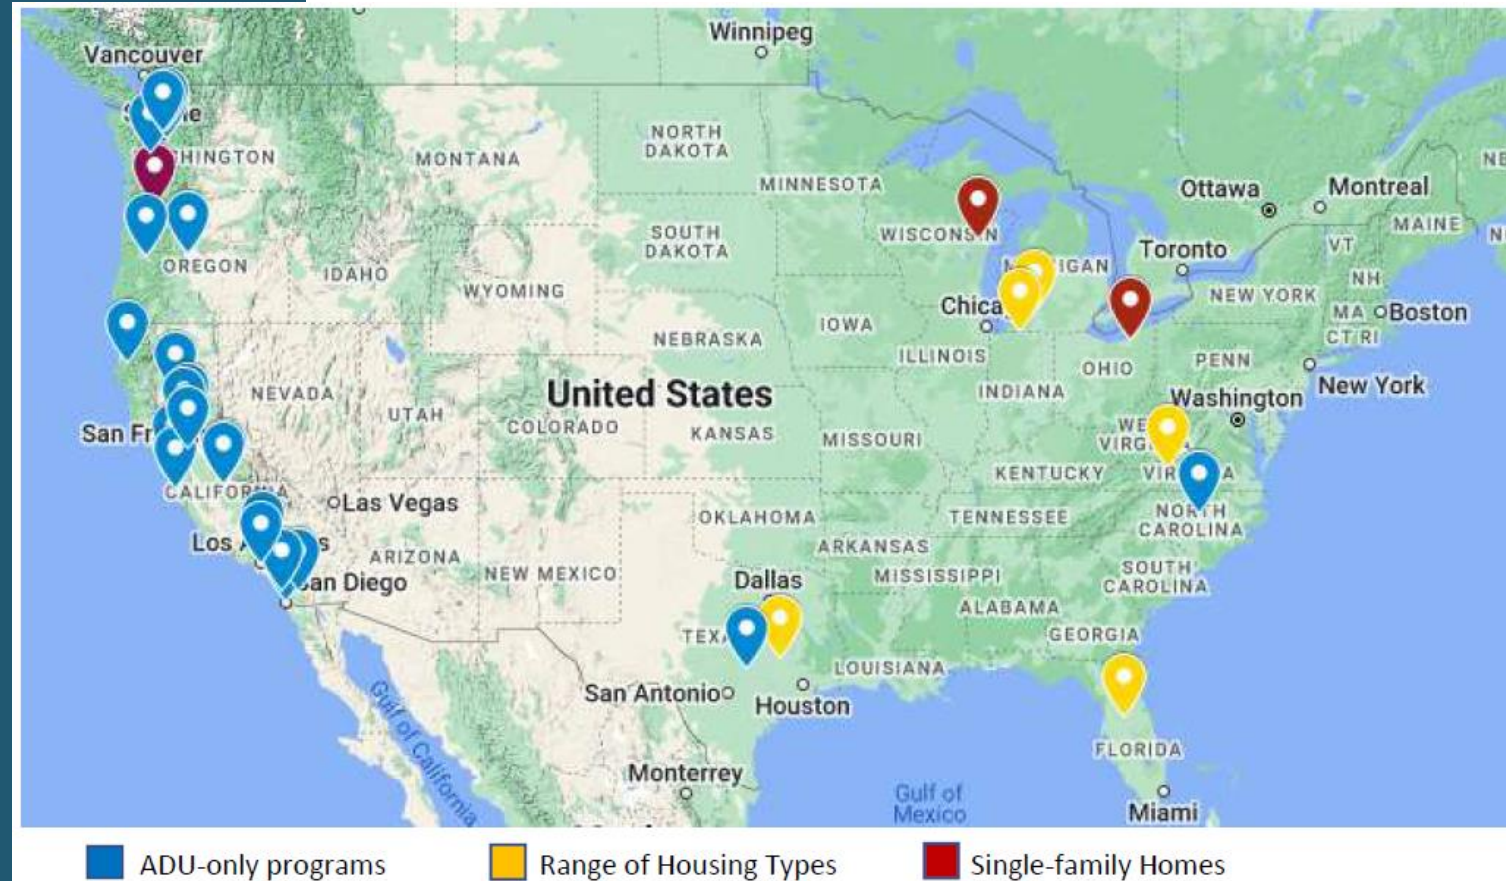 Winnipeg
Vancouver
NORTH
DAKOTA
MONTANA
MINNESOTA
Ottawa
Montreal
MAINE
SOUTH
DAKOTA
WISCONSIN
VT
Toronto
OREGON
IDAHO
NH
WYOMING
NEW YORK
MA
Boston
IOWA
CT RI
NEBRASKA
ILLINOIS
PENN
OHIO
New York
NEVADA
United States
INDIANA
Washington
UTAH
COLORADO
KANSAS
MISSOURI
KENTUCKY
CALIFORNIA
Las Vegas
OKLAHOMA
TENNESSEE
NORTH
CAROLINA
ARIZONA
ARKANSAS
NEW MEXICO
Dallas
MISSISSIPPI
SOUTH
CAROLINA
San Diego
ALABAMA
GEORGIA
LOUISIANA
San Antonio
Houston
Gulf of California
FLORIDA
Monterrey
Gulf of
Mexico
Miami
ADU-only programs
Range of Housing Types
Single-family Homes